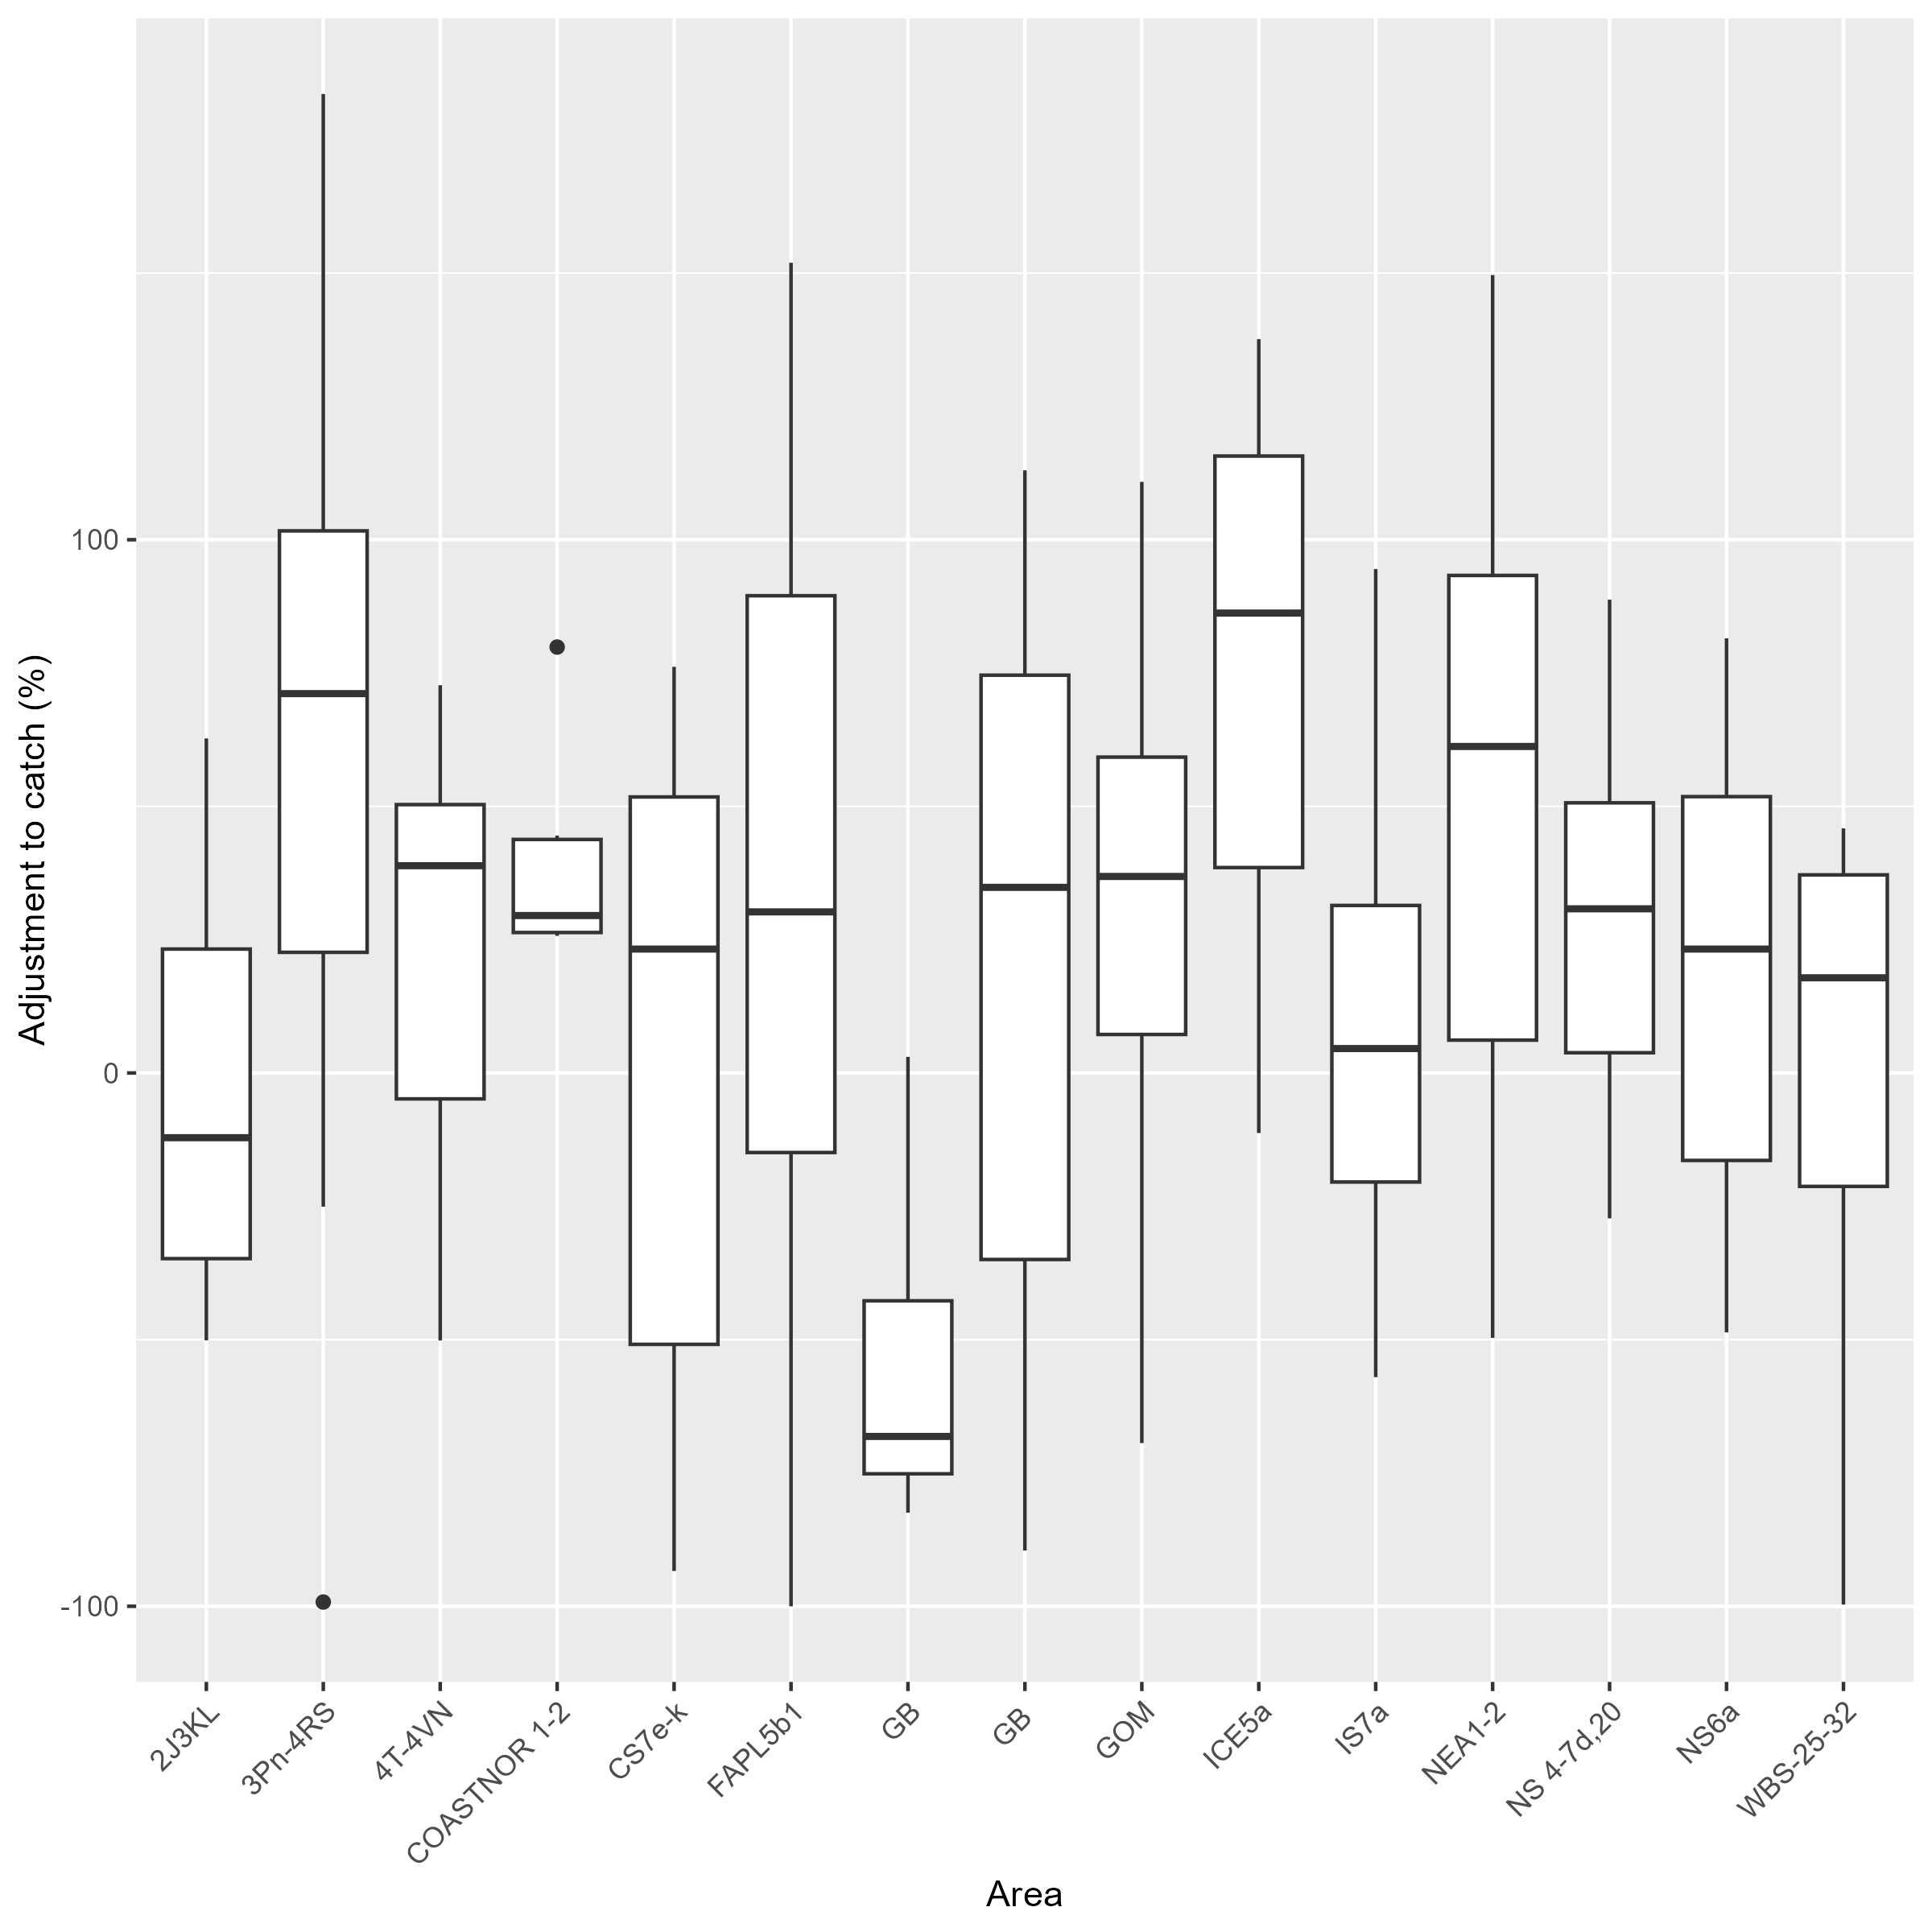 Adjustment to catch (%)
100
0
-100
2J3KL
3Pn-4RS
4T-4VN
COASTNOR 1-2
CS7e-k
FAPL5b1
GB
GB
GOM
ICE5a
IS7a
NEA1-2
NS 4-7d,20
NS6a
WBS-25-32
Area